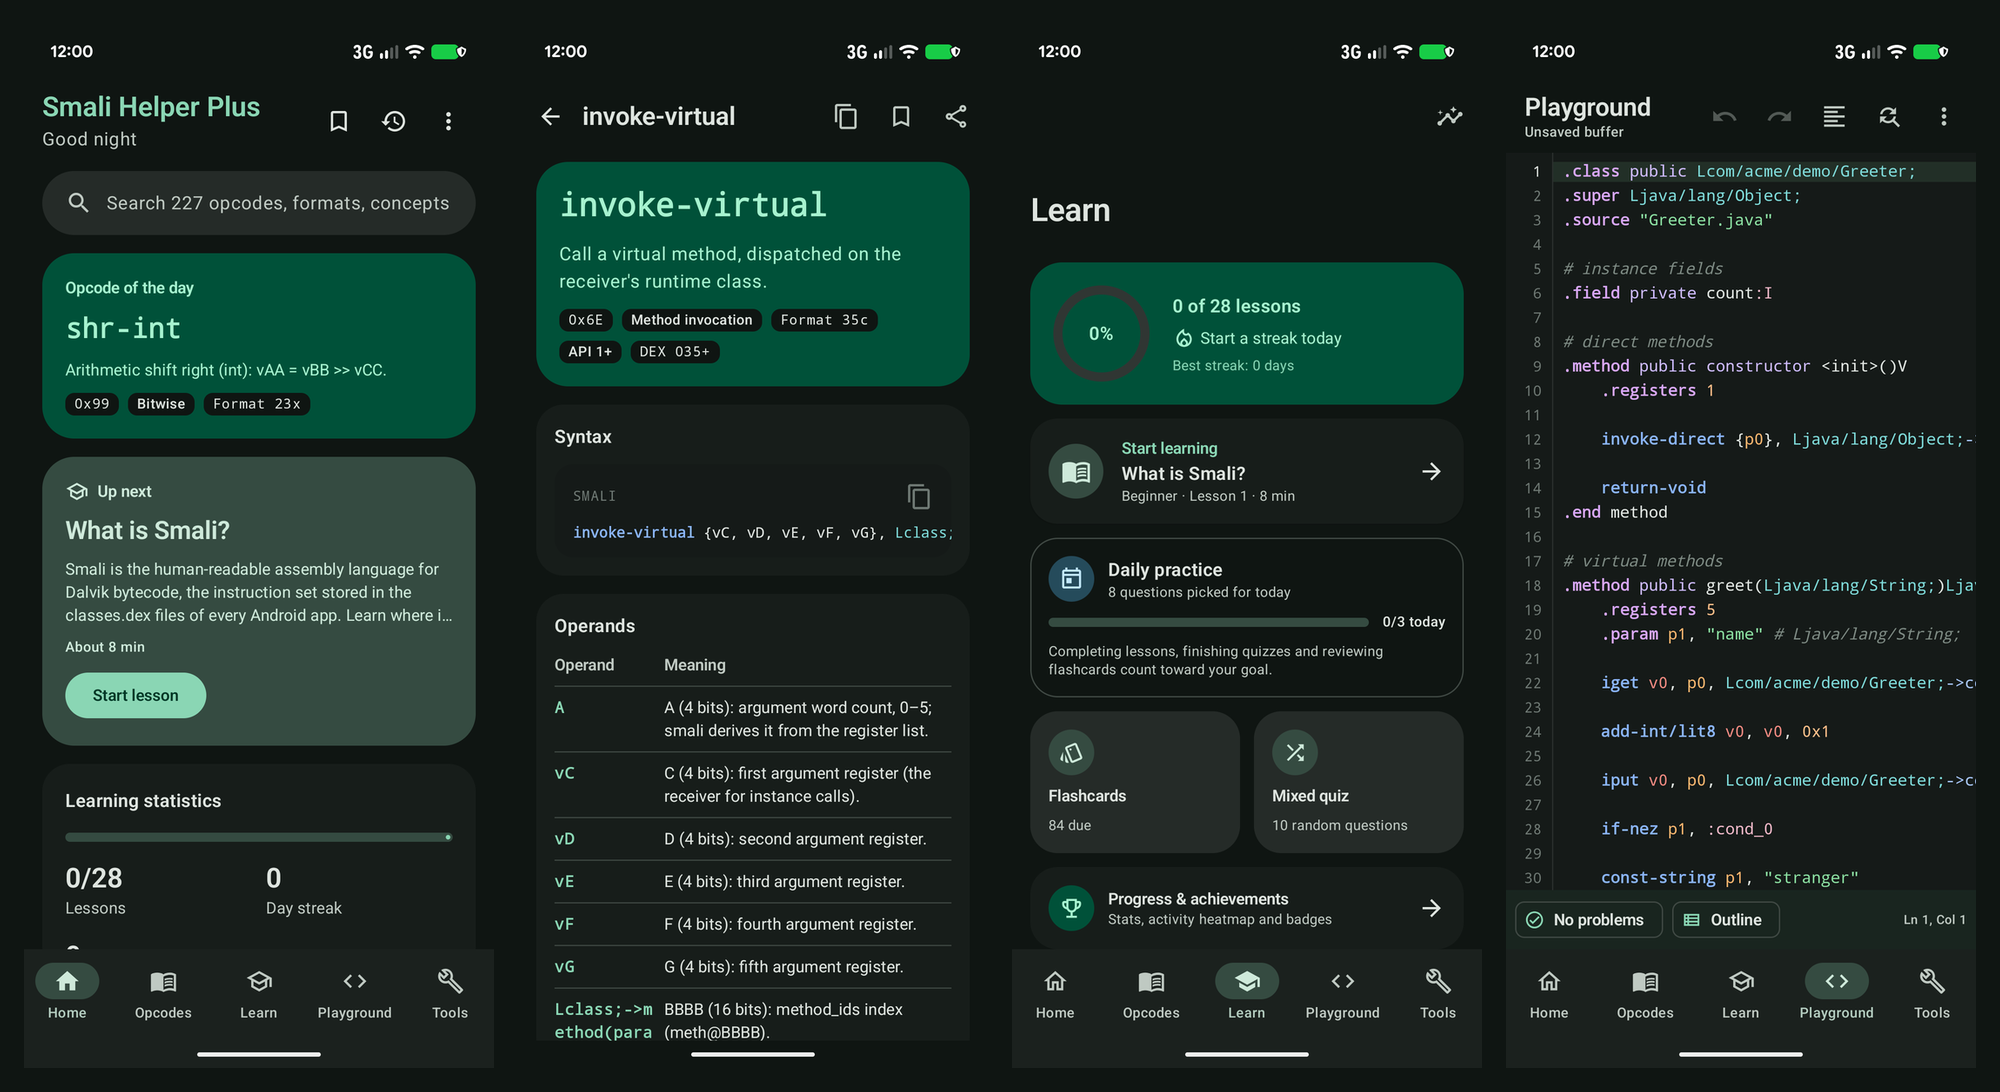 12:00
3G
Smali Helper Plus
Good night
Search 227 opcodes, formats, concepts
Opcode of the day
shr-int
Arithmetic shift right (int): vAA = vBB >> vCC.
0x99 Bitwise Format 23x
Up next
What is Smali?
Smali is the human-readable assembly language for
Dalvik bytecode, the instruction set stored in the
classes.dex files of every Android app. Learn where i...
About 8 min
Start lesson
Learning statistics
0/28 0
Lessons Day streak
Home Opcodes Learn Playground Tools
12:00
3G
invoke-virtual
invoke-virtual
Call a virtual method, dispatched on the
receiver's runtime class.
0x6E Method invocation Format 35c
API 1+ DEX 035+
Syntax
SMALI
invoke-virtual {vC, vD, vE, vF, vG}, Lclass;
Operands
Operand Meaning
A A (4 bits): argument word count, 0–5;
smali derives it from the register list.
vC C (4 bits): first argument register (the
receiver for instance calls).
vD D (4 bits): second argument register.
vE E (4 bits): third argument register.
vF F (4 bits): fourth argument register.
vG G (4 bits): fifth argument register.
Lclass;->m BBBB (16 bits): method_ids index
ethod(para (meth@BBBB).
12:00
3G
Learn
0%
0 of 28 lessons
Start a streak today
Best streak: 0 days
Start learning
What is Smali?
Beginner · Lesson 1 · 8 min
Daily practice
8 questions picked for today
0/3 today
Completing lessons, finishing quizzes and reviewing
flashcards count toward your goal.
Flashcards
84 due
Mixed quiz
10 random questions
Progress & achievements
Stats, activity heatmap and badges
Home Opcodes Learn Playground Tools
12:00
3G
Playground
Unsaved buffer
1 .class public Lcom/acme/demo/Greeter;
2 .super Ljava/lang/Object;
3 .source "Greeter.java"
4
5 # instance fields
6 .field private count:I
7
8 # direct methods
9 .method public constructor <init>()V
10 .registers 1
11
12 invoke-direct {p0}, Ljava/lang/Object;-
13
14 return-void
15 .end method
16
17 # virtual methods
18 .method public greet(Ljava/lang/String;)Ljav
19 .registers 5
20 .param p1, "name" # Ljava/lang/String;
21
22 iget v0, p0, Lcom/acme/demo/Greeter;->c
23
24 add-int/lit8 v0, v0, 0x1
25
26 iput v0, p0, Lcom/acme/demo/Greeter;->c
27
28 if-nez p1, :cond_0
29
30 const-string p1, "stranger"
No problems Outline Ln 1, Col 1
Home Opcodes Learn Playground Tools